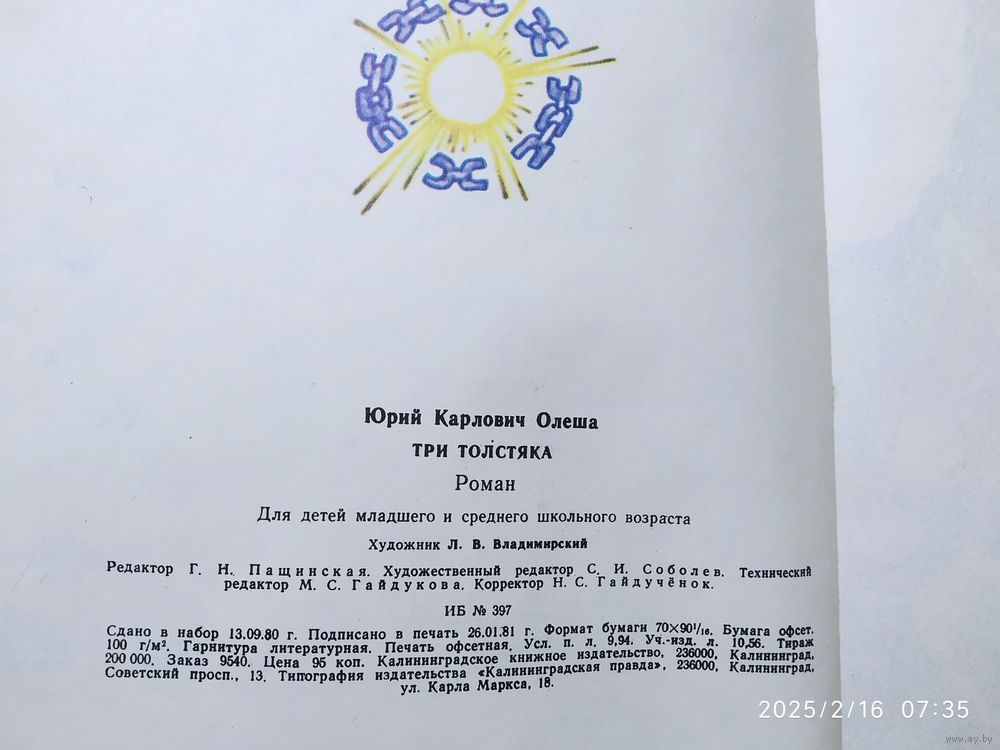 Юрий Карлович Олеша
ТРИ ТОЛСТЯКА
Роман
Для детей младшего и среднего школьного возраста
Художник Л. В. Владимирский
Редактор Г. И. Пащинская. Художественный редактор С. И. Соболев. Технический
редактор М. С. Гайдукова. Корректор Н. С. Гайдучёнок.
ИБ № 397
Сдано в набор 13.09.80 г. Подписано в печать 26.01.81 г. Формат бумаги 70×90¹/₁₆. Бумага офсет.
100 г/м². Гарнитура литературная. Печать офсетная. Усл. п. л. 9,94. Уч.-изд. л. 10,56. Тираж
200 000. Заказ 9540. Цена 95 коп. Калининградское книжное издательство, 236000, Калининград,
Советский просп., 13. Типография издательства «Калининградская правда», 236000, Калининград,
ул. Карла Маркса, 18.
2025/2/16 07:35
www.ay.by